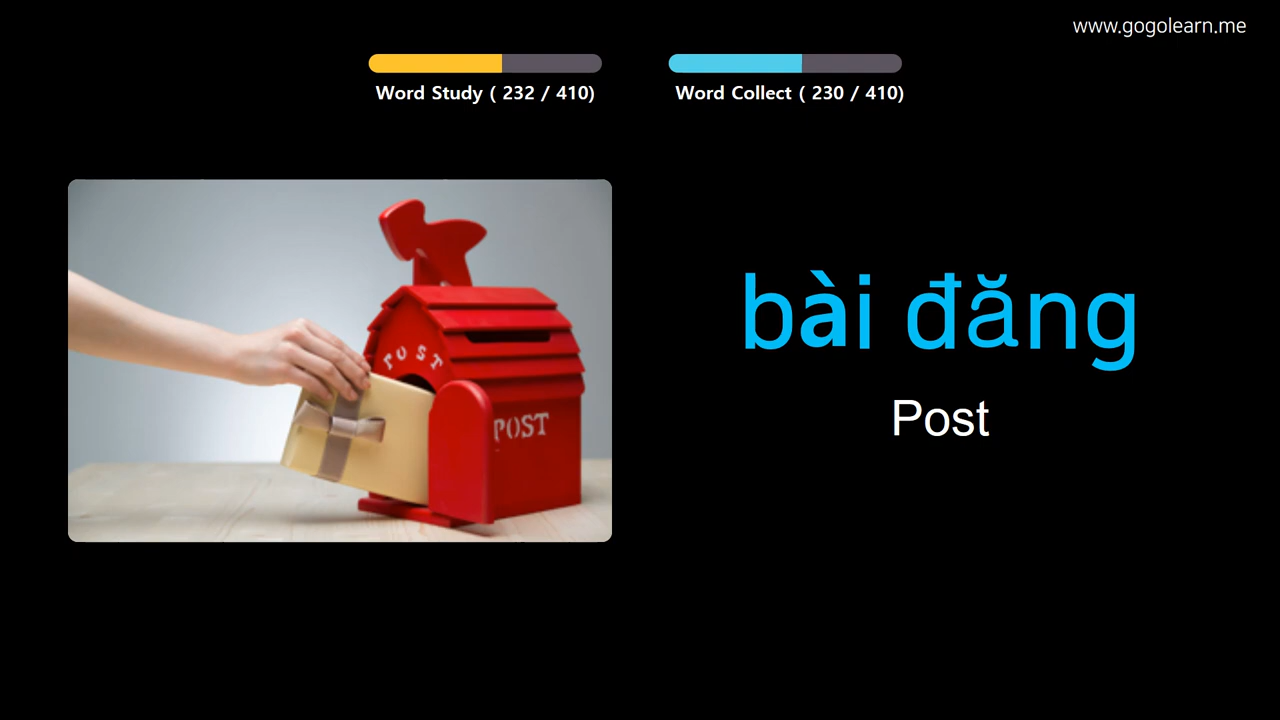 www.gogolearn.me
Word Study ( 232 / 410)
Word Collect ( 230 / 410)
POST
POST
bài đăng
Post